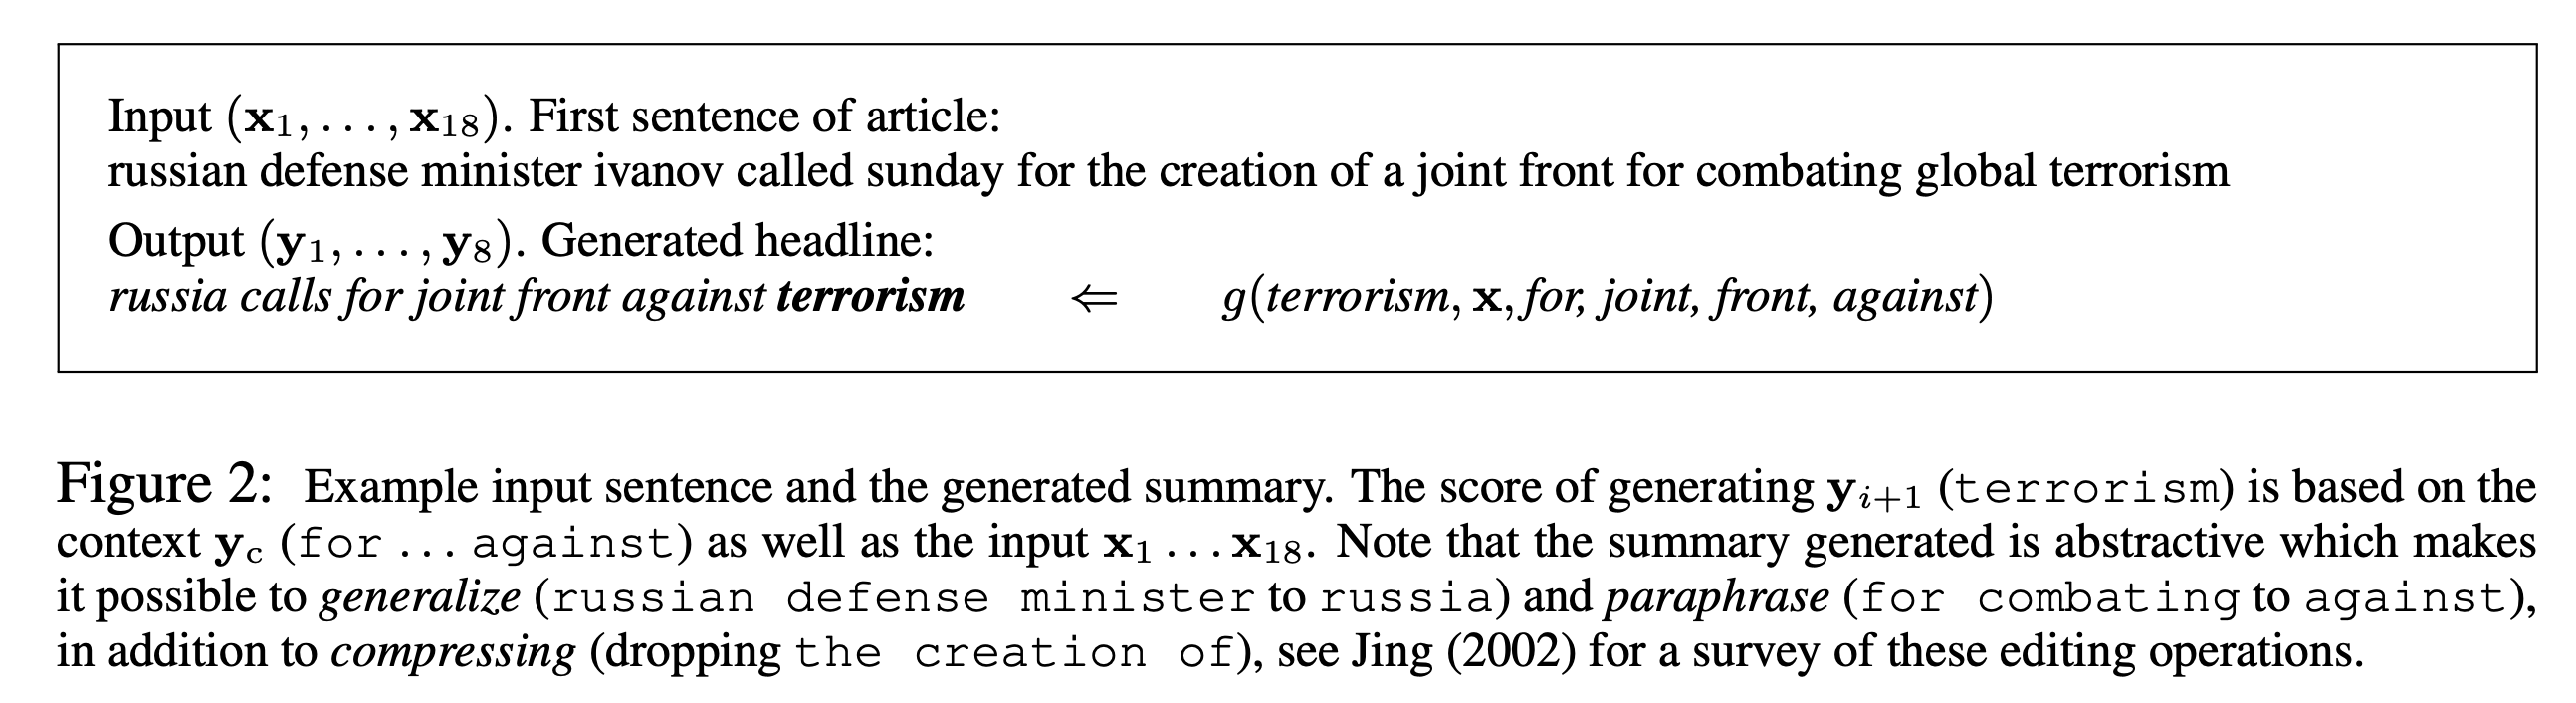 Input (x₁, . . . , x₁₈). First sentence of article:
russian defense minister ivanov called sunday for the creation of a joint front for combating global terrorism
Output (y₁, . . . , y₈). Generated headline:
russia calls for joint front against terrorism ⇐ g(terrorism, x, for, joint, front, against)
Figure 2: Example input sentence and the generated summary. The score of generating yᵢ₊₁ (terrorism) is based on the
context y_c (for ... against) as well as the input x₁ . . . x₁₈. Note that the summary generated is abstractive which makes
it possible to generalize (russian defense minister to russia) and paraphrase (for combating to against),
in addition to compressing (dropping the creation of), see Jing (2002) for a survey of these editing operations.